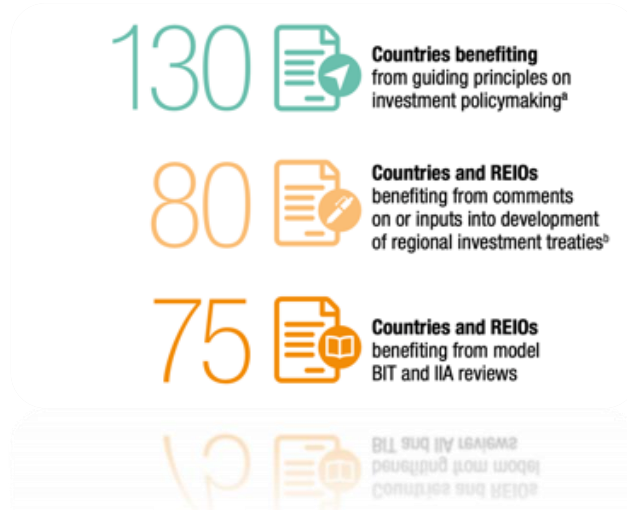 130
Countries benefiting
from guiding principles on
investment policymakingᵃ
80
Countries and REIOs
benefiting from comments
on or inputs into development
of regional investment treatiesᵇ
75
Countries and REIOs
benefiting from model
BIT and IIA reviews